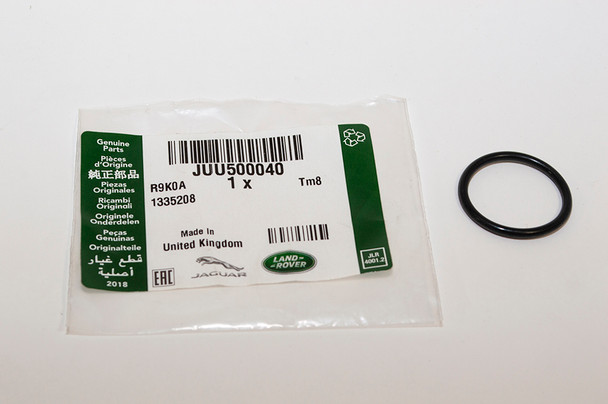 Genuine
Parts
Pièces
d'Origine
純正部品
Piezas
Originales
Ricambi
Originali
Originele
Onderdelen
Peças
Genuinas
Originalteile
قطع غيار
أصلية
2018
JUU500040
1 x
R9K0A
Tm8
1335208
Made in
United Kingdom
EAC
JAGUAR
LAND-
-ROVER
JLR
4001.2